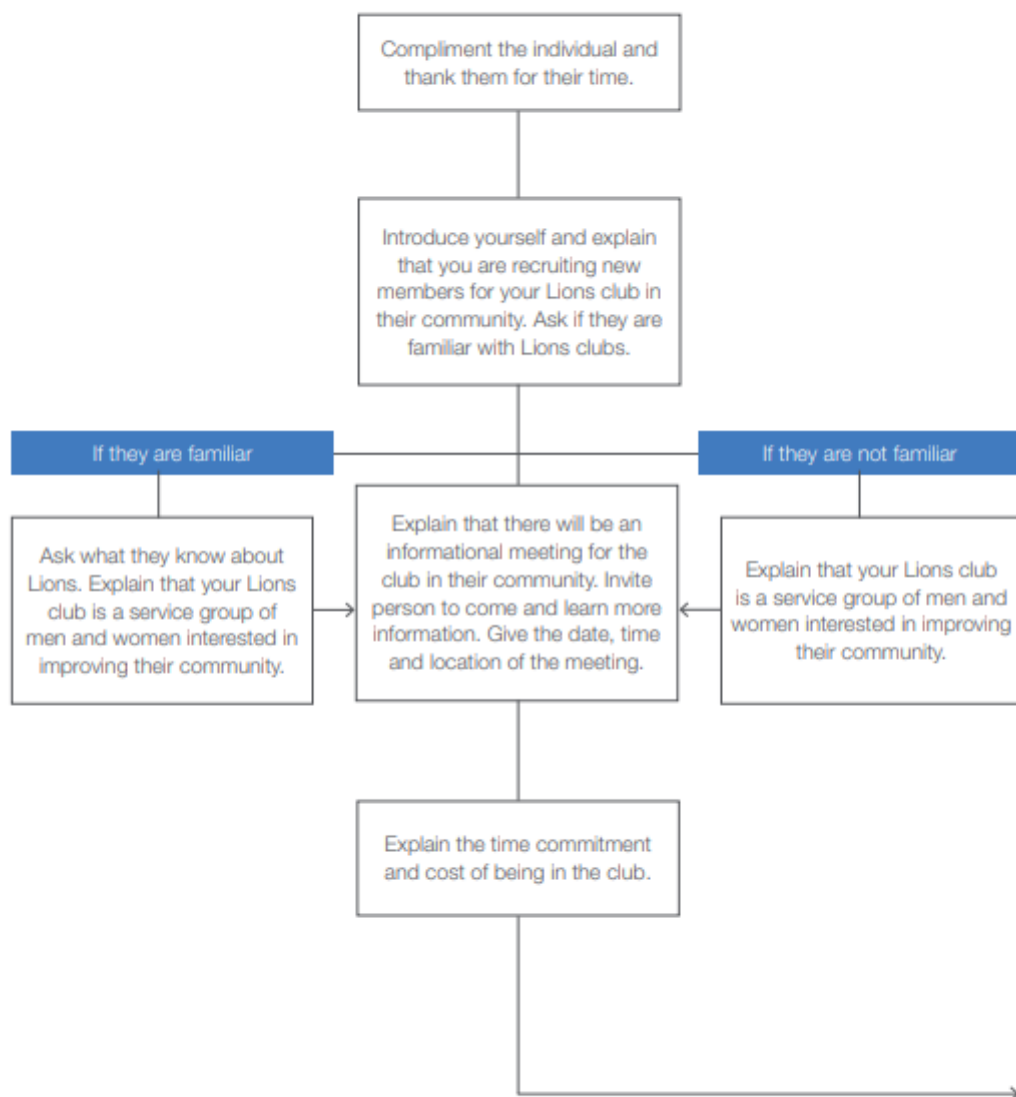 Compliment the individual and
thank them for their time.
Introduce yourself and explain
that you are recruiting new
members for your Lions club in
their community. Ask if they are
familiar with Lions clubs.
If they are familiar
If they are not familiar
Ask what they know about
Lions. Explain that your Lions
club is a service group of
men and women interested in
improving their community.
Explain that there will be an
informational meeting for the
club in their community. Invite
person to come and learn more
information. Give the date, time
and location of the meeting.
Explain that your Lions club
is a service group of men and
women interested in improving
their community.
Explain the time commitment
and cost of being in the club.